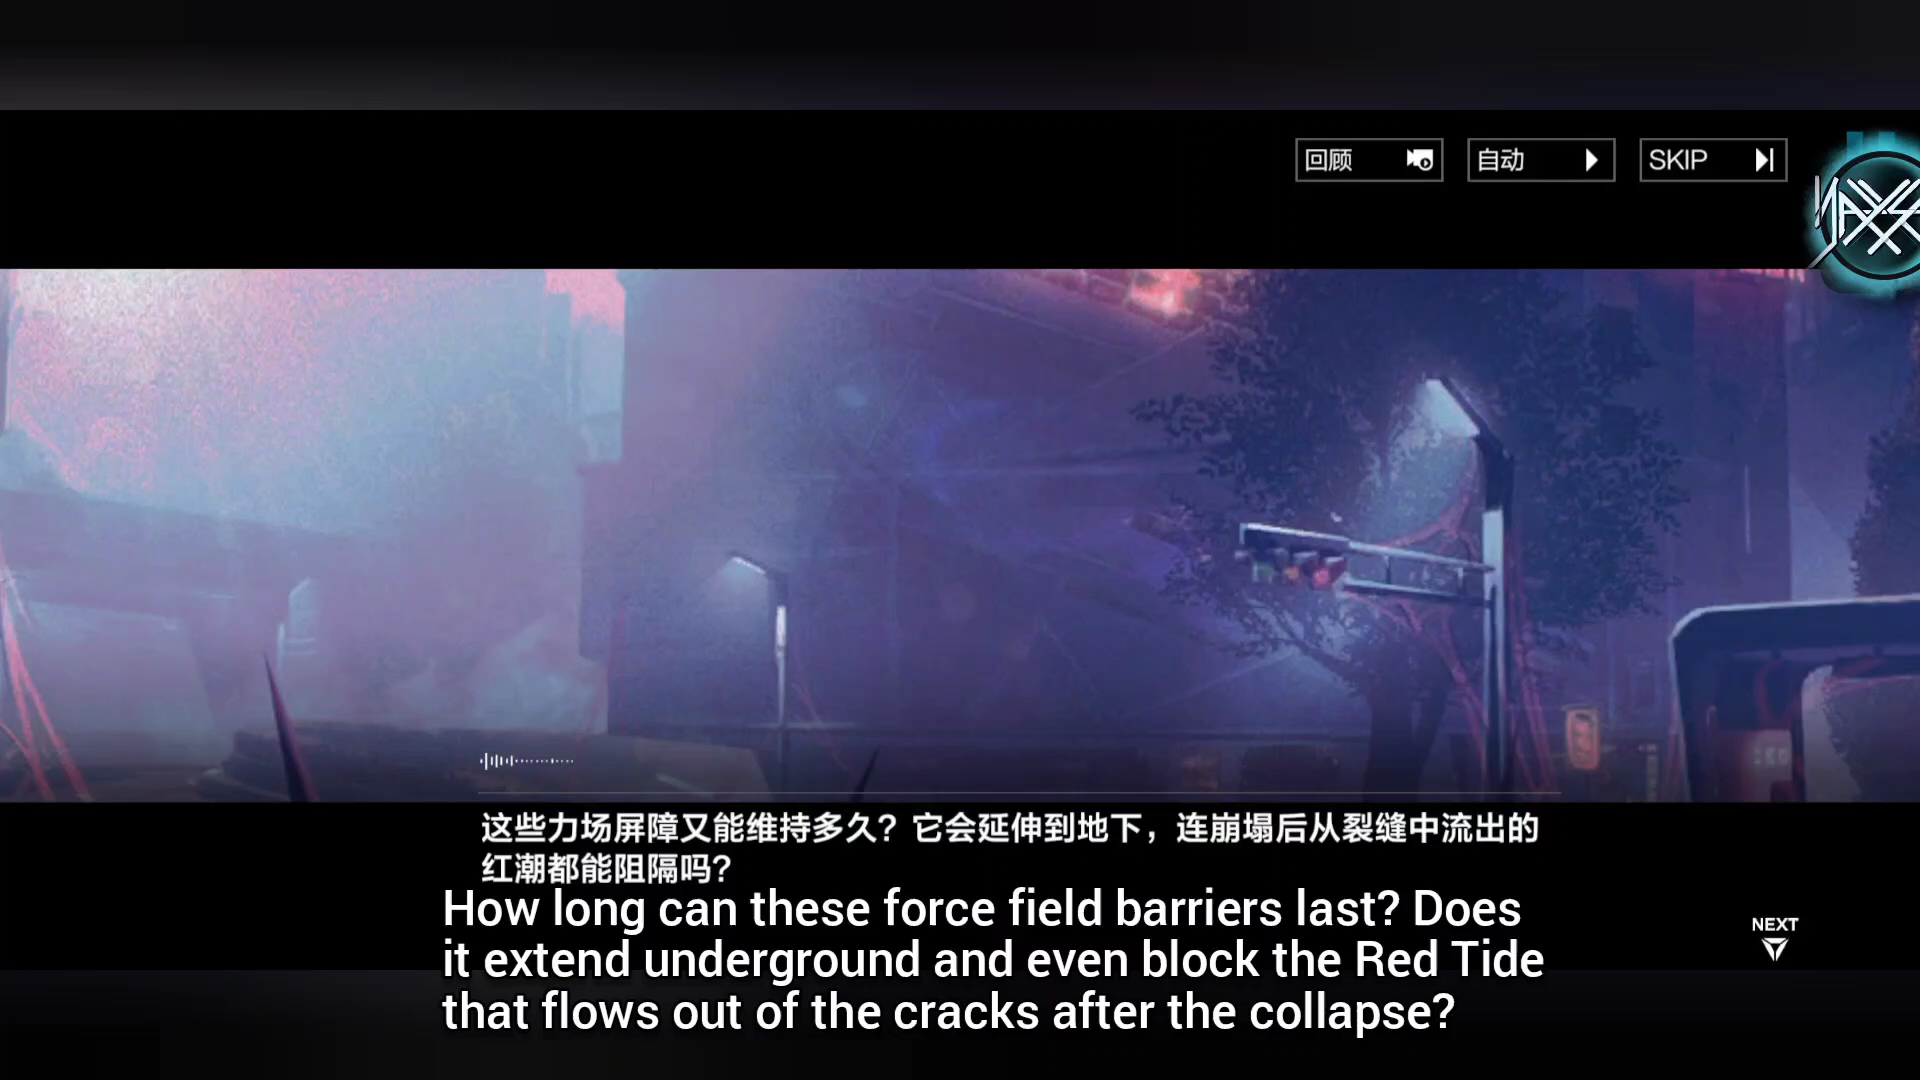 回顾
自动
SKIP
这些力场屏障又能维持多久？它会延伸到地下，连崩塌后从裂缝中流出的
红潮都能阻隔吗？
How long can these force field barriers last? Does
it extend underground and even block the Red Tide
that flows out of the cracks after the collapse?
NEXT